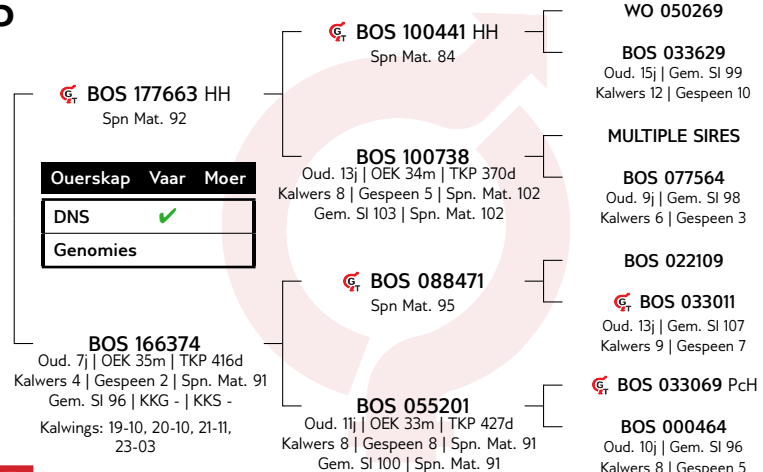 WO 050269
G T BOS 100441 HH
Spn Mat. 84
BOS 033629
Oud. 15j | Gem. SI 99
Kalwers 12 | Gespeen 10
G T BOS 177663 HH
Spn Mat. 92
MULTIPLE SIRES
BOS 100738
Oud. 13j | OEK 34m | TKP 370d
Kalwers 8 | Gespeen 5 | Spn. Mat. 102
Gem. SI 103 | Spn. Mat. 102
BOS 077564
Oud. 9j | Gem. SI 98
Kalwers 6 | Gespeen 3
Ouerskap Vaar Moer
DNS ✔
Genomies
BOS 022109
G T BOS 088471
Spn Mat. 95
G T BOS 033011
Oud. 13j | Gem. SI 107
Kalwers 9 | Gespeen 7
BOS 166374
Oud. 7j | OEK 35m | TKP 416d
Kalwers 4 | Gespeen 2 | Spn. Mat. 91
Gem. SI 96 | KKG - | KKS -
Kalwings: 19-10, 20-10, 21-11,
23-03
G T BOS 033069 PcH
BOS 055201
Oud. 11j | OEK 33m | TKP 427d
Kalwers 8 | Gespeen 8 | Spn. Mat. 91
Gem. SI 100 | Spn. Mat. 91
BOS 000464
Oud. 10j | Gem. SI 96
Kalwers 8 | Gespeen 5